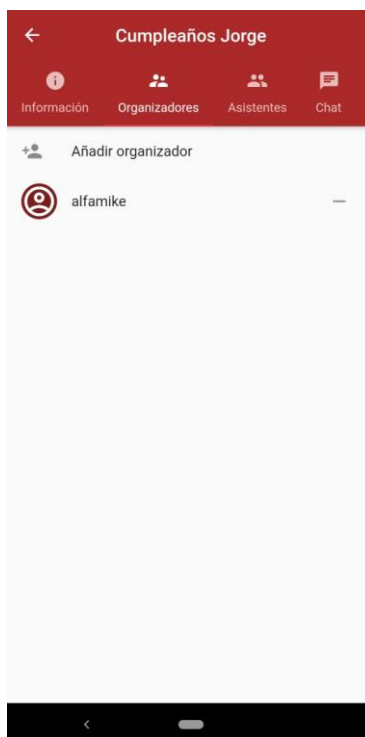 Cumpleaños Jorge
Información Organizadores Asistentes Chat
Añadir organizador
alfamike